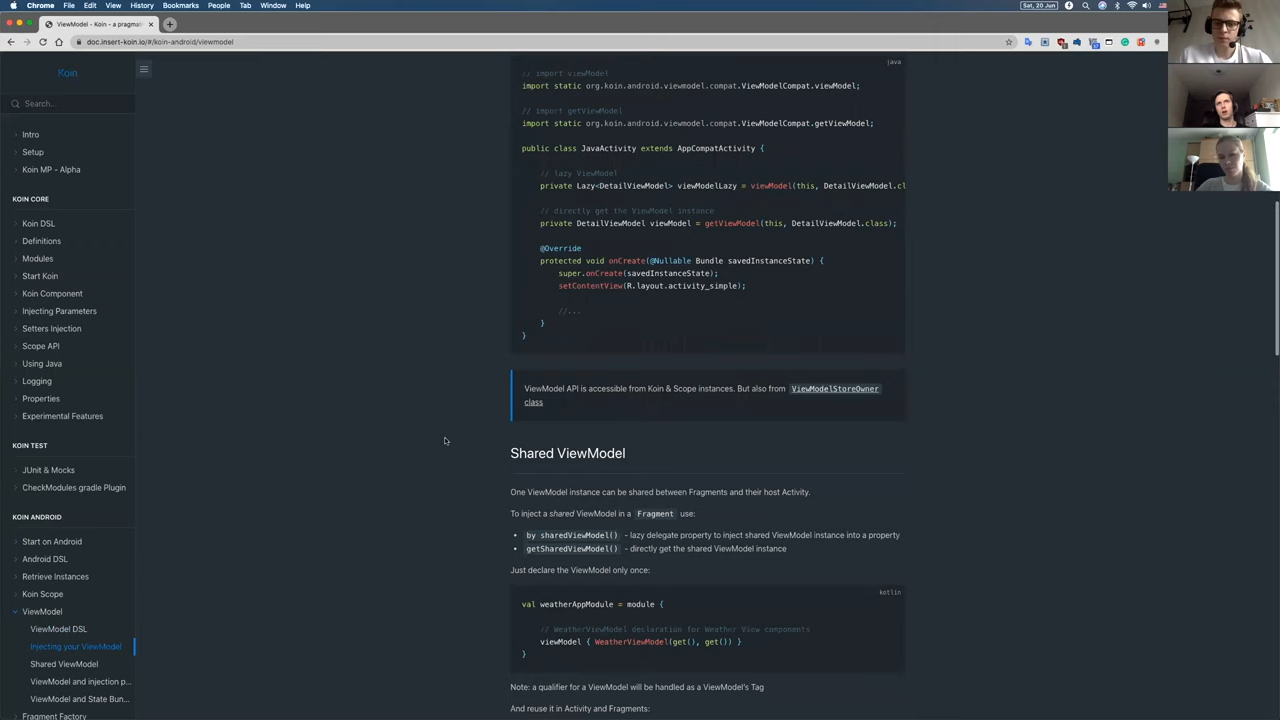 Chrome File Edit View History Bookmarks People Tab Window Help
Sat, 20 Jun
ViewModel - Koin - a pragmat
doc.insert-koin.io/#/koin-android/viewmodel
Koin
Search...
Intro
Setup
Koin MP - Alpha
KOIN CORE
Koin DSL
Definitions
Modules
Start Koin
Koin Component
Injecting Parameters
Setters Injection
Scope API
Using Java
Logging
Properties
Experimental Features
KOIN TEST
JUnit & Mocks
CheckModules gradle Plugin
KOIN ANDROID
Start on Android
Android DSL
Retrieve Instances
Koin Scope
ViewModel
ViewModel DSL
Injecting your ViewModel
Shared ViewModel
ViewModel and injection p...
ViewModel and State Bun...
Fragment Factory
java
// import viewModel
import static org.koin.android.viewmodel.compat.ViewModelCompat.viewModel;
// import getViewModel
import static org.koin.android.viewmodel.compat.ViewModelCompat.getViewModel;
public class JavaActivity extends AppCompatActivity {
// lazy ViewModel
private Lazy<DetailViewModel> viewModelLazy = viewModel(this, DetailViewModel.cl
// directly get the ViewModel instance
private DetailViewModel viewModel = getViewModel(this, DetailViewModel.class);
@Override
protected void onCreate(@Nullable Bundle savedInstanceState) {
super.onCreate(savedInstanceState);
setContentView(R.layout.activity_simple);
//...
}
}
ViewModel API is accessible from Koin & Scope instances. But also from ViewModelStoreOwner
class
Shared ViewModel
One ViewModel instance can be shared between Fragments and their host Activity.
To inject a shared ViewModel in a Fragment use:
• by sharedViewModel() - lazy delegate property to inject shared ViewModel instance into a property
• getSharedViewModel() - directly get the shared ViewModel instance
Just declare the ViewModel only once:
kotlin
val weatherAppModule = module {
// WeatherViewModel declaration for Weather View components
viewModel { WeatherViewModel(get(), get()) }
}
Note: a qualifier for a ViewModel will be handled as a ViewModel's Tag
And reuse it in Activity and Fragments: